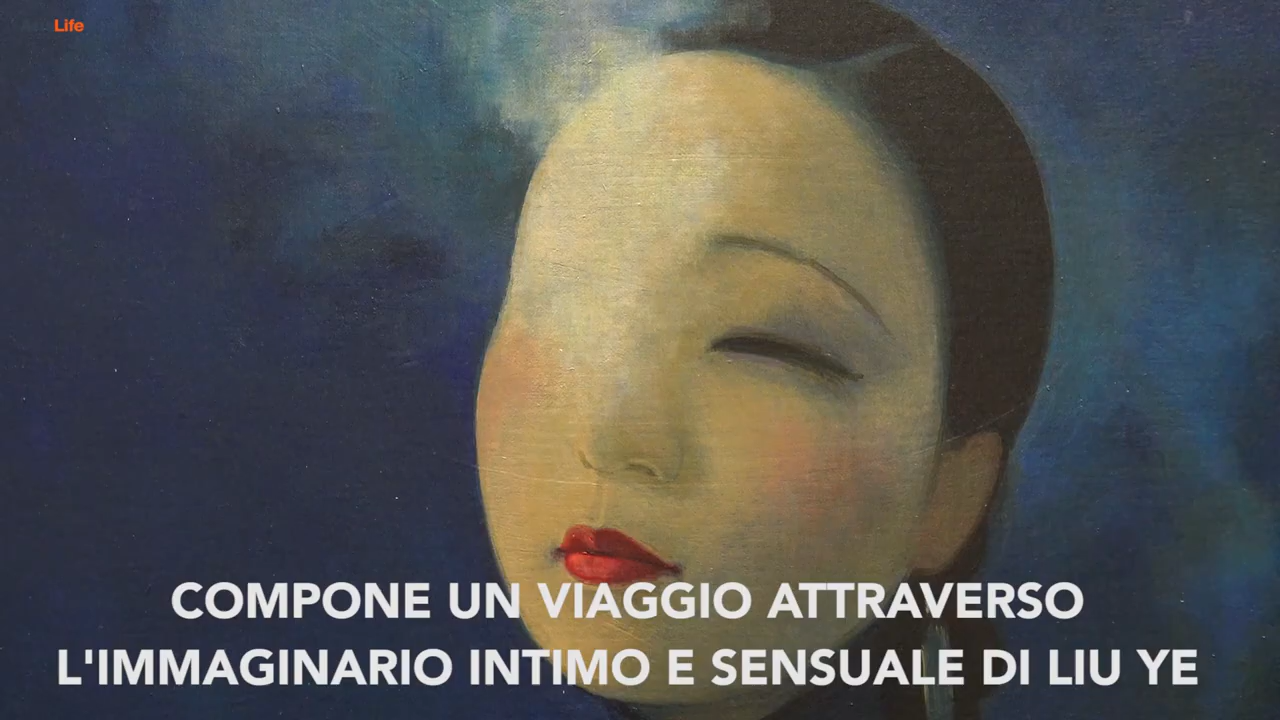 Life
COMPONE UN VIAGGIO ATTRAVERSO
L'IMMAGINARIO INTIMO E SENSUALE DI LIU YE